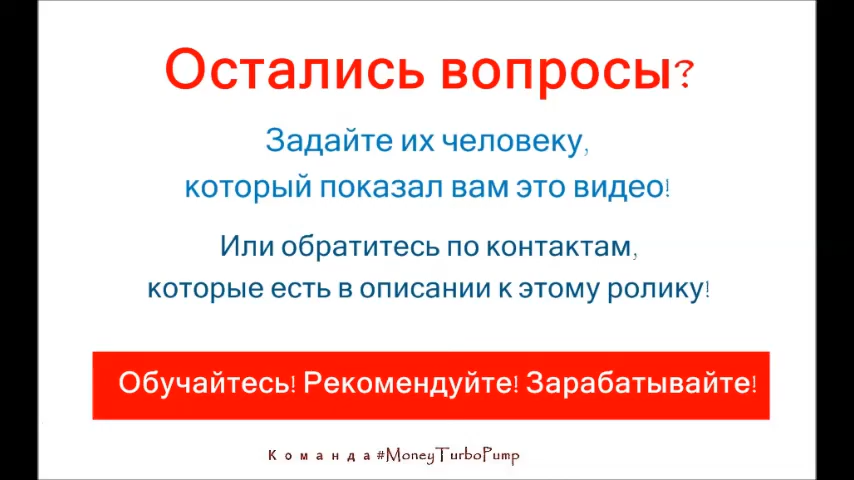 Остались вопросы?
Задайте их человеку,
который показал вам это видео!
Или обратитесь по контактам,
которые есть в описании к этому ролику!
Обучайтесь! Рекомендуйте! Зарабатывайте!
Команда #MoneyTurboPump